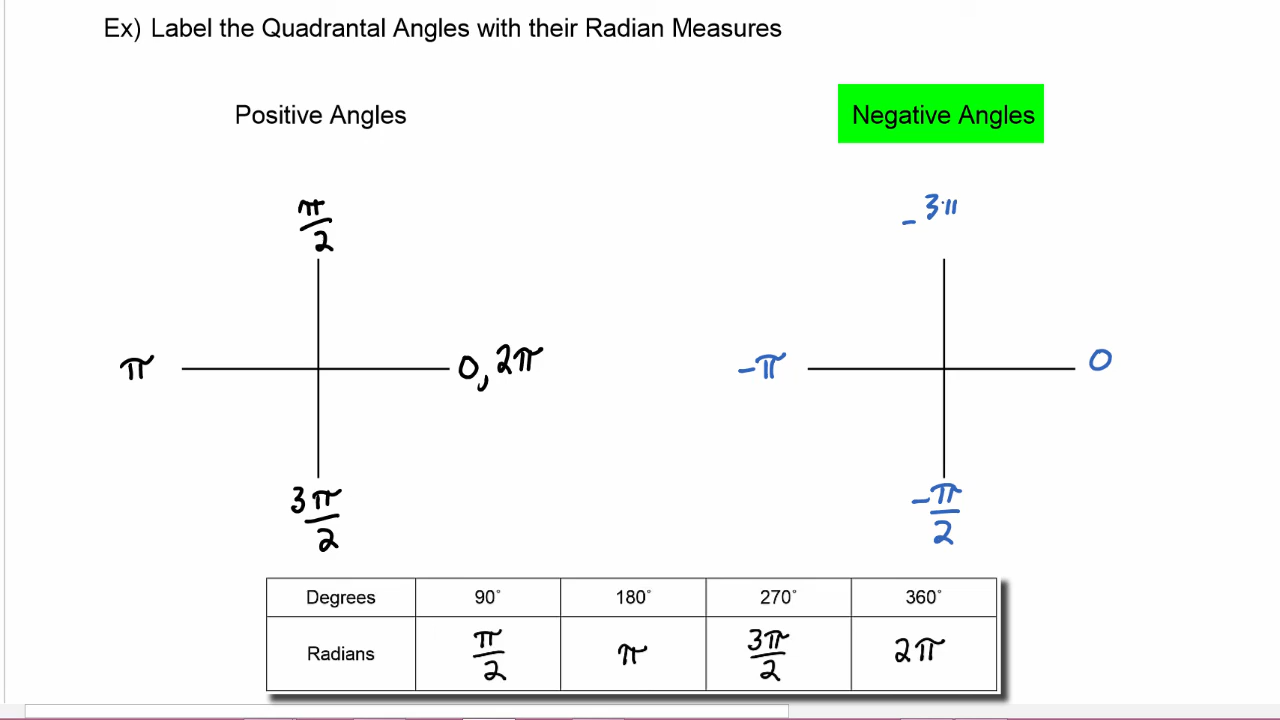 Ex) Label the Quadrantal Angles with their Radian Measures
Positive Angles
π/2
π
0, 2π
3π/2
Negative Angles
-3π
-π
0
-π/2
Degrees 90° 180° 270° 360°
Radians π/2 π 3π/2 2π